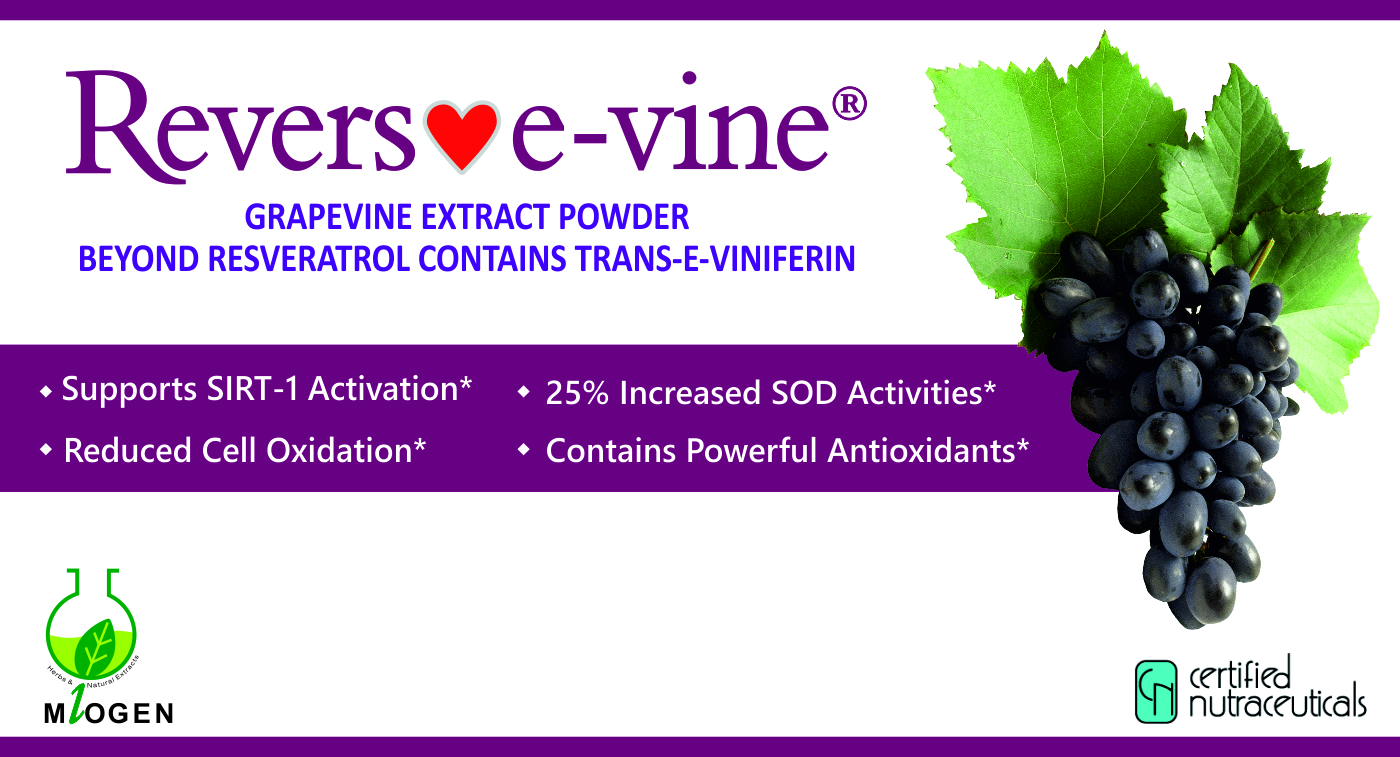 Revers e-vine®
GRAPEVINE EXTRACT POWDER
BEYOND RESVERATROL CONTAINS TRANS-E-VINIFERIN
Supports SIRT-1 Activation*
25% Increased SOD Activities*
Reduced Cell Oxidation*
Contains Powerful Antioxidants*
Herbs & Natural Extracts
MiOGEN
CN
certified
nutraceuticals